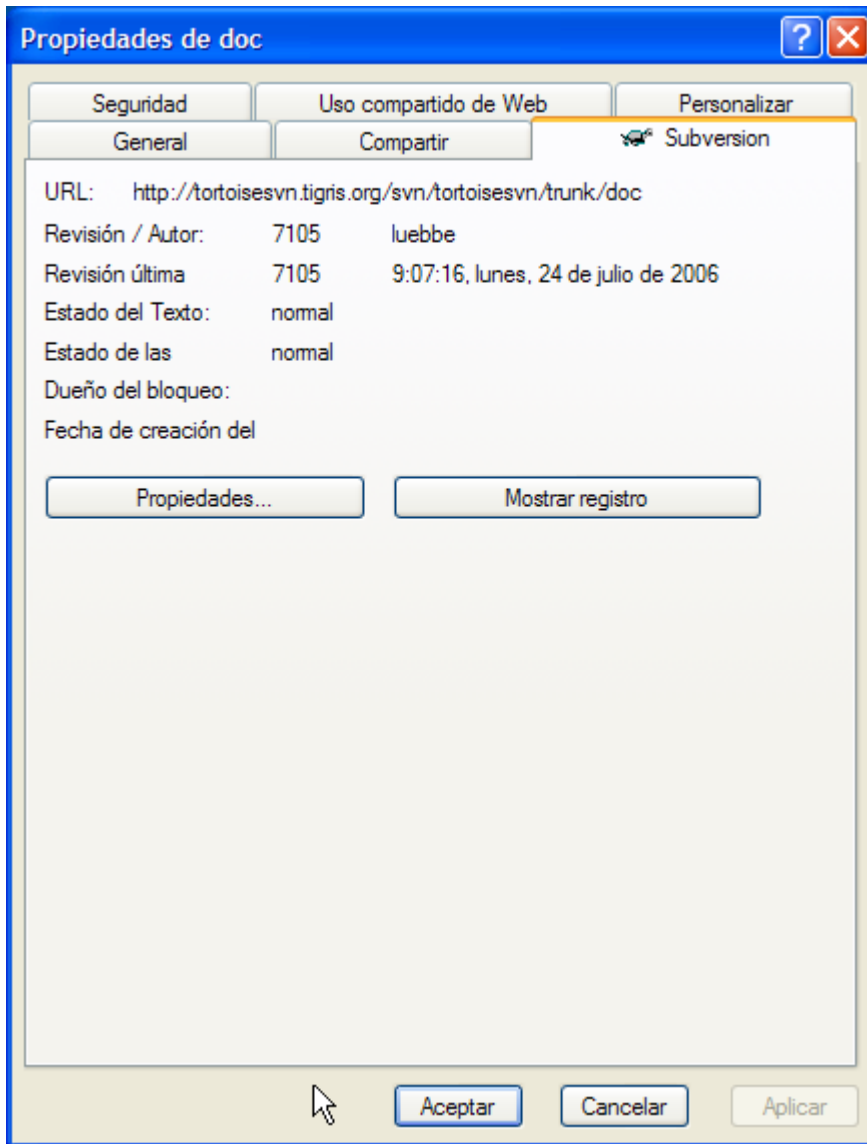 Propiedades de doc
Seguridad Uso compartido de Web Personalizar
General Compartir Subversion
URL: http://tortoisesvn.tigris.org/svn/tortoisesvn/trunk/doc
Revisión / Autor: 7105 luebbe
Revisión última 7105 9:07:16, lunes, 24 de julio de 2006
Estado del Texto: normal
Estado de las normal
Dueño del bloqueo:
Fecha de creación del
Propiedades... Mostrar registro
Aceptar Cancelar Aplicar